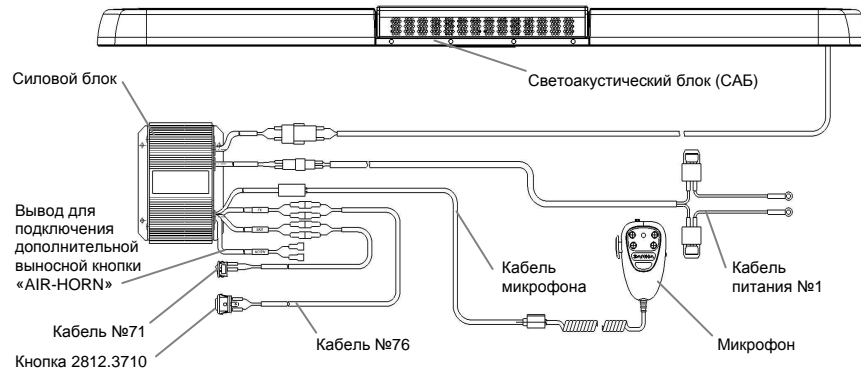 Светоакустический блок (САБ)
Силовой блок
Вывод для
подключения
дополнительной
выносной кнопки
«AIR-HORN»
Кабель
микрофона
Кабель
питания №1
Кабель №71
Кабель №76
Микрофон
Кнопка 2812.3710